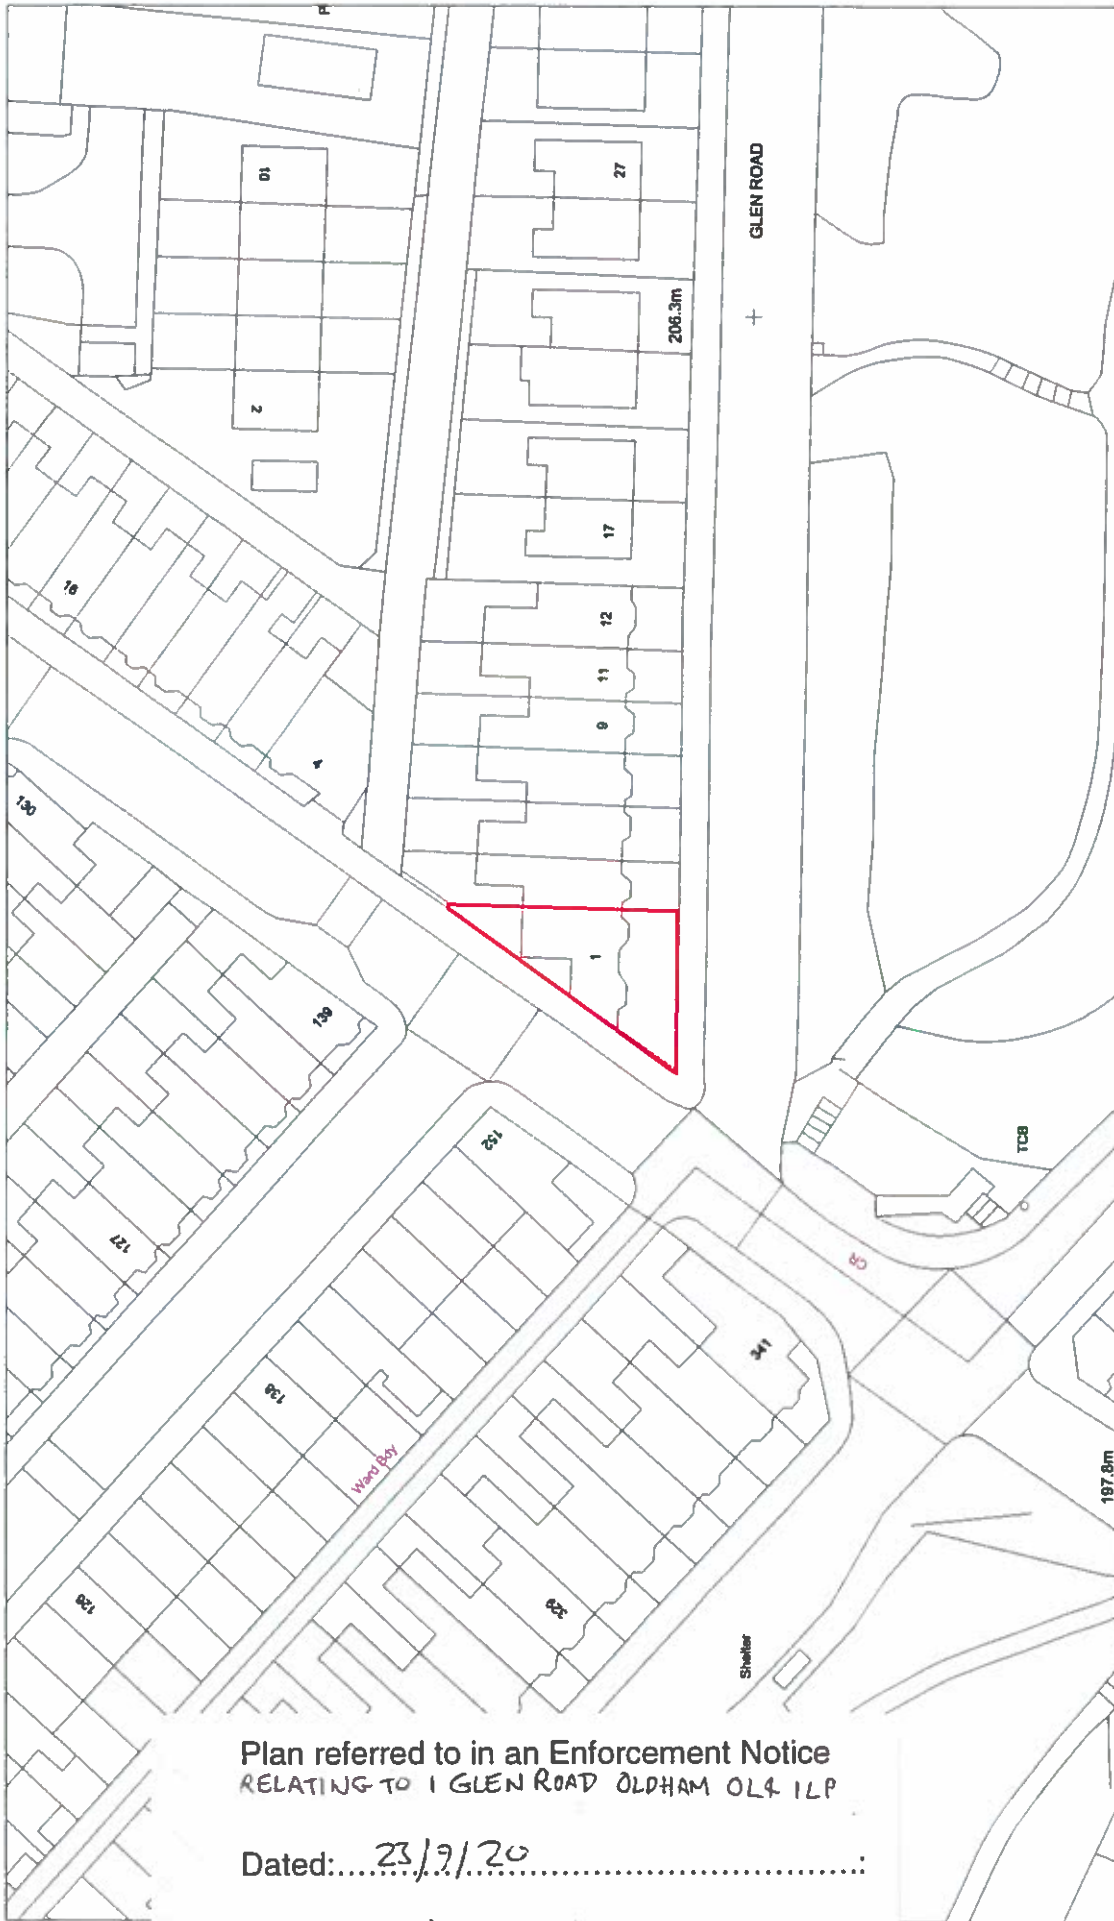 10
27
GLEN ROAD
206.3m
2
17
16
12
11
9
4
130
1
139
152
127
TCB
CR
341
138
Ward Bdy
197.8m
126
329
Shelter
Plan referred to in an Enforcement Notice
RELATING TO 1 GLEN ROAD OLDHAM OL4 1LP
Dated: 23/9/20